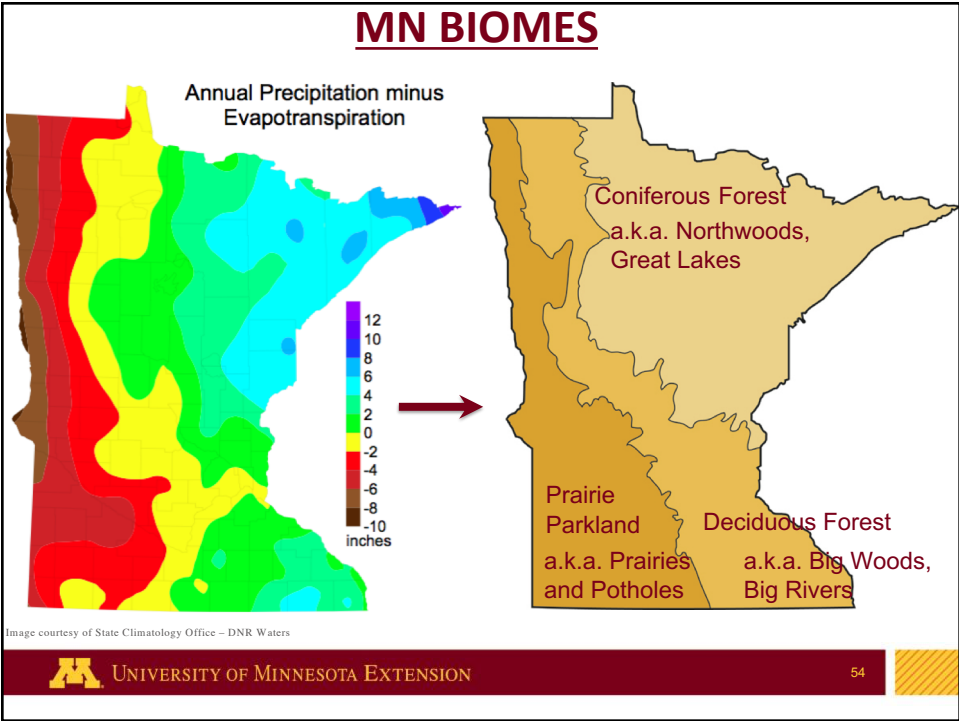 MN BIOMES
Annual Precipitation minus
Evapotranspiration
12
10
8
6
4
2
0
-2
-4
-6
-8
-10
inches
Coniferous Forest
a.k.a. Northwoods,
Great Lakes
Prairie
Parkland
a.k.a. Prairies
and Potholes
Deciduous Forest
a.k.a. Big Woods,
Big Rivers
Image courtesy of State Climatology Office – DNR Waters
M
UNIVERSITY OF MINNESOTA EXTENSION
54